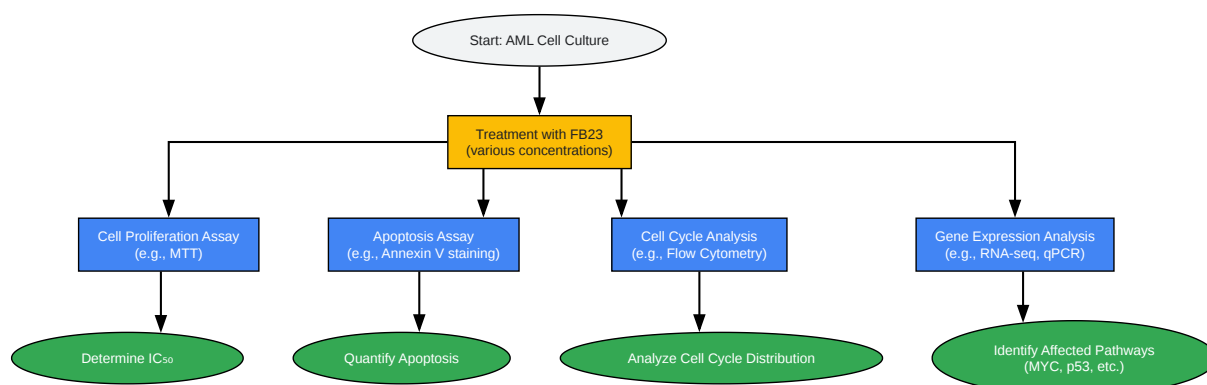 Start: AML Cell Culture
Treatment with FB23
(various concentrations)
Cell Proliferation Assay
(e.g., MTT)
Apoptosis Assay
(e.g., Annexin V staining)
Cell Cycle Analysis
(e.g., Flow Cytometry)
Gene Expression Analysis
(e.g., RNA-seq, qPCR)
Determine IC₅₀
Quantify Apoptosis
Analyze Cell Cycle Distribution
Identify Affected Pathways
(MYC, p53, etc.)